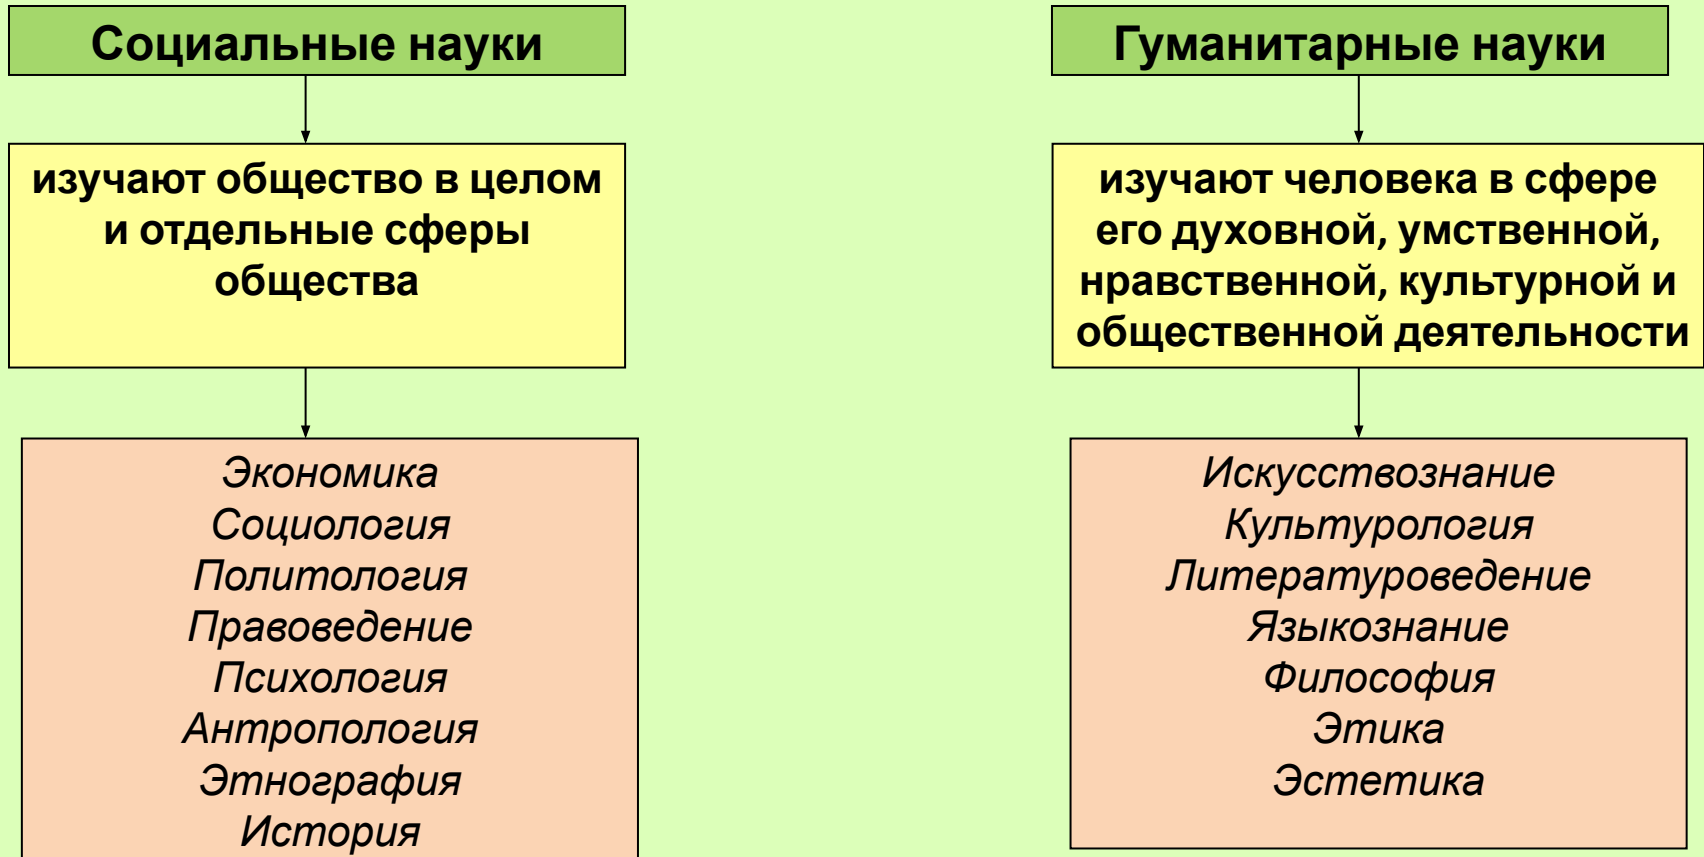 Социальные науки
изучают общество в целом
и отдельные сферы
общества
Экономика
Социология
Политология
Правоведение
Психология
Антропология
Этнография
История
Гуманитарные науки
изучают человека в сфере
его духовной, умственной,
нравственной, культурной и
общественной деятельности
Искусствознание
Культурология
Литературоведение
Языкознание
Философия
Этика
Эстетика